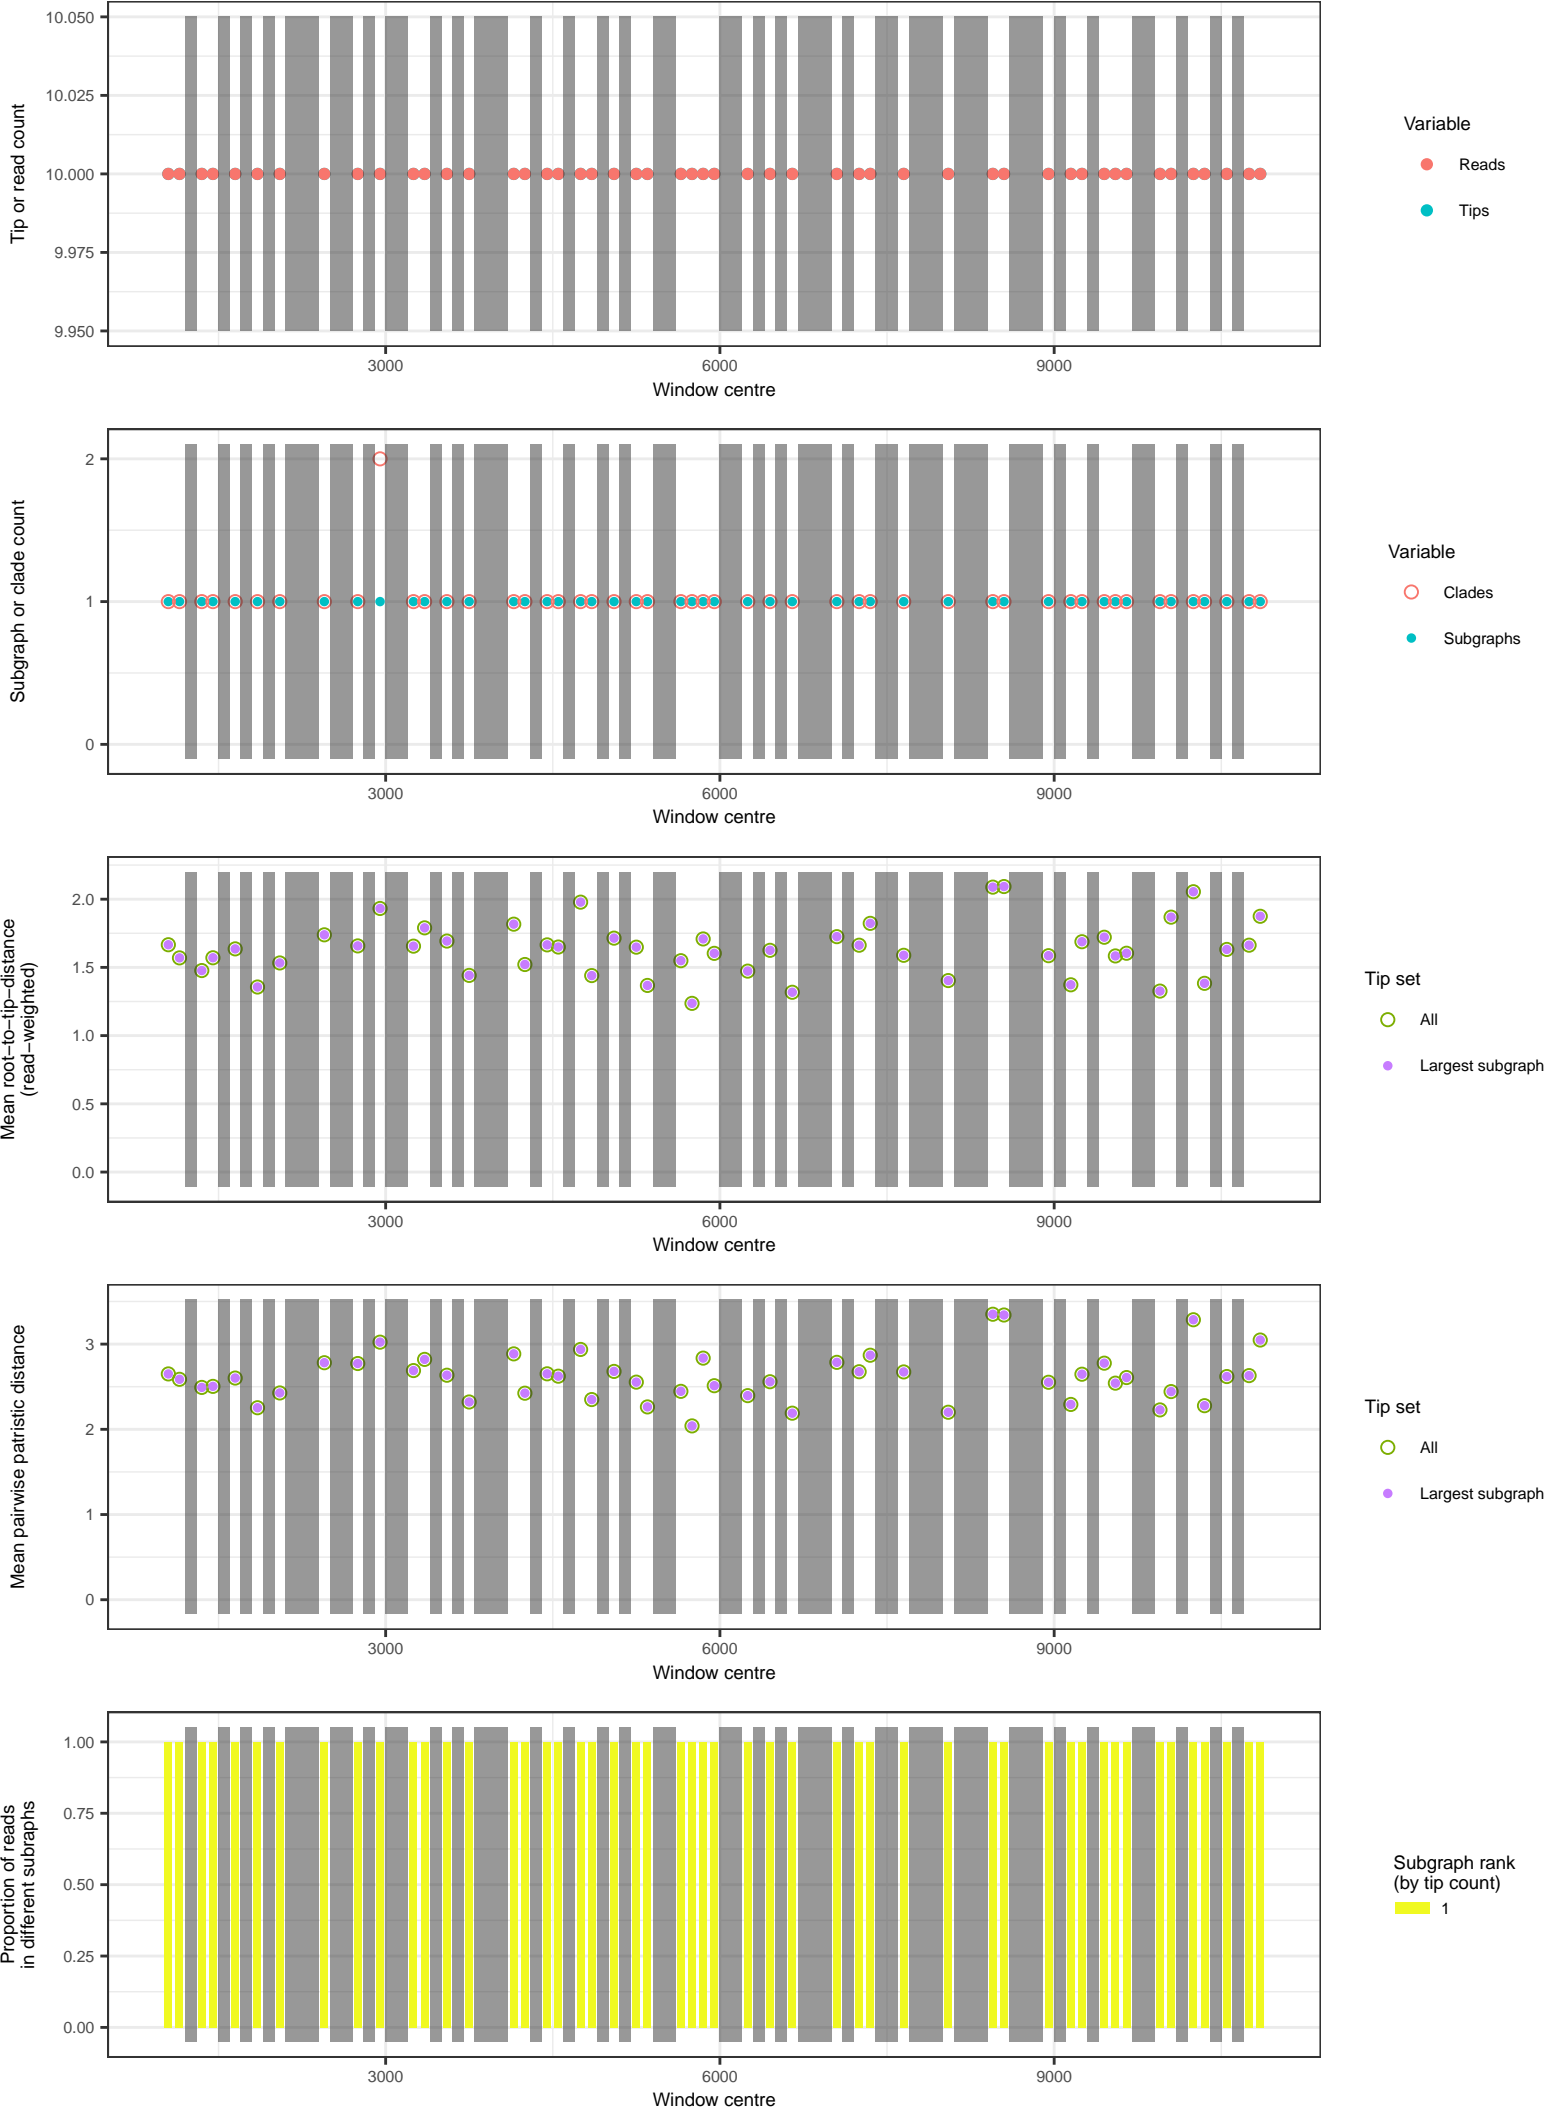 10.050
10.025
10.000
9.975
9.950
Tip or read count
3000
6000
9000
Window centre
Variable
Reads
Tips
2
1
0
Subgraph or clade count
3000
6000
9000
Window centre
Variable
Clades
Subgraphs
2.0
1.5
1.0
0.5
0.0
Mean root−to−tip−distance
(read−weighted)
3000
6000
9000
Window centre
Tip set
All
Largest subgraph
3
2
1
0
Mean pairwise patristic distance
3000
6000
9000
Window centre
Tip set
All
Largest subgraph
1.00
0.75
0.50
0.25
0.00
Proportion of reads
in different subraphs
3000
6000
9000
Window centre
Subgraph rank
(by tip count)
1